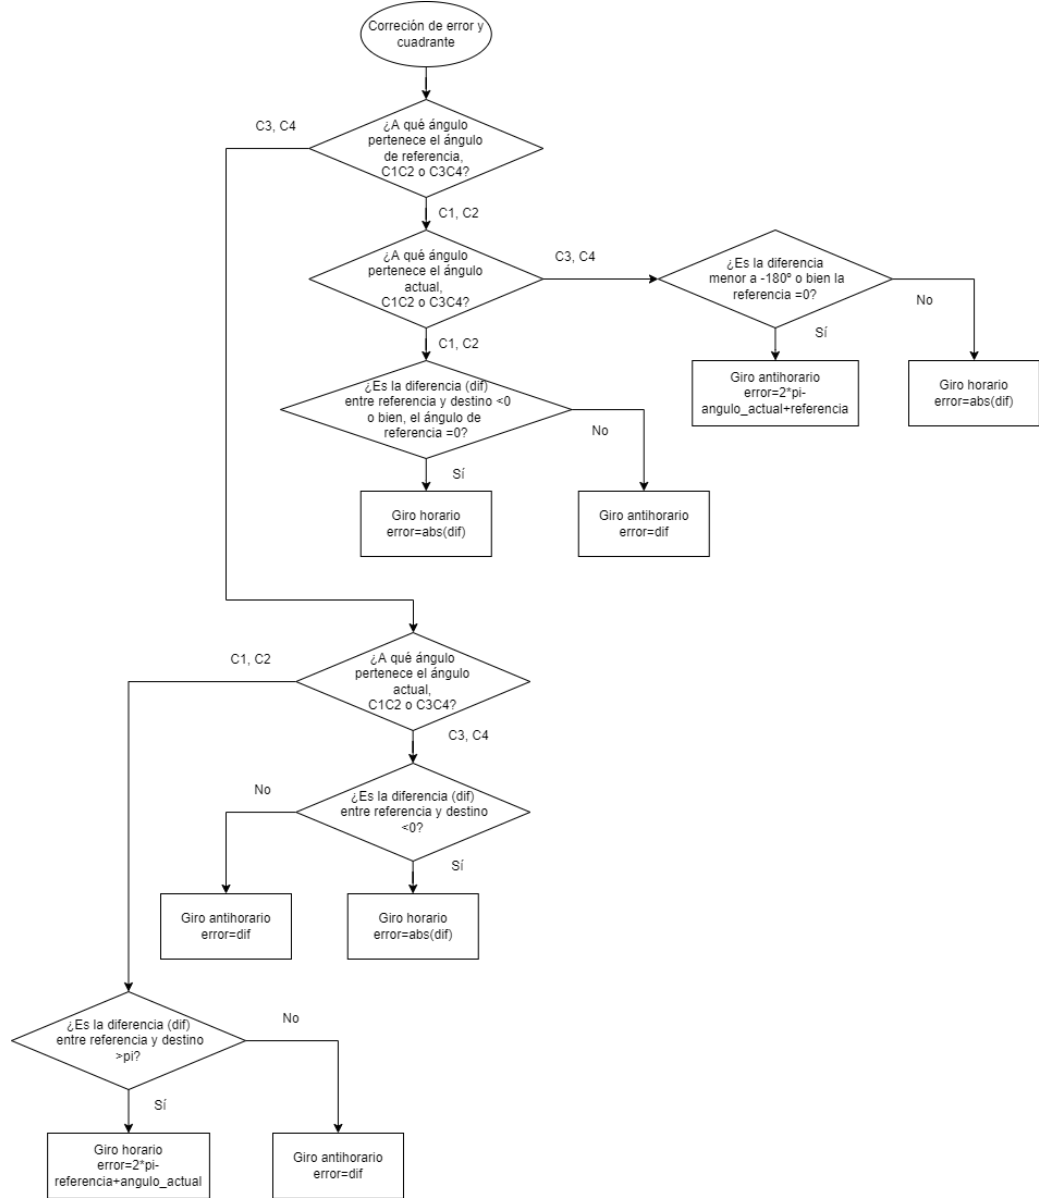 Correción de error y
cuadrante
C3, C4
¿A qué ángulo
pertenece el ángulo
de referencia,
C1C2 o C3C4?
C1, C2
¿A qué ángulo
pertenece el ángulo
actual,
C1C2 o C3C4?
C3, C4
¿Es la diferencia
menor a -180º o bien la
referencia =0?
No
Sí
C1, C2
Giro antihorario
error=2*pi-
angulo_actual+referencia
Giro horario
error=abs(dif)
¿Es la diferencia (dif)
entre referencia y destino <0
o bien, el ángulo de
referencia =0?
No
Sí
Giro horario
error=abs(dif)
Giro antihorario
error=dif
C1, C2
¿A qué ángulo
pertenece el ángulo
actual,
C1C2 o C3C4?
C3, C4
No
¿Es la diferencia (dif)
entre referencia y destino
<0?
Sí
Giro antihorario
error=dif
Giro horario
error=abs(dif)
¿Es la diferencia (dif)
entre referencia y destino
>pi?
No
Sí
Giro horario
error=2*pi-
referencia+angulo_actual
Giro antihorario
error=dif